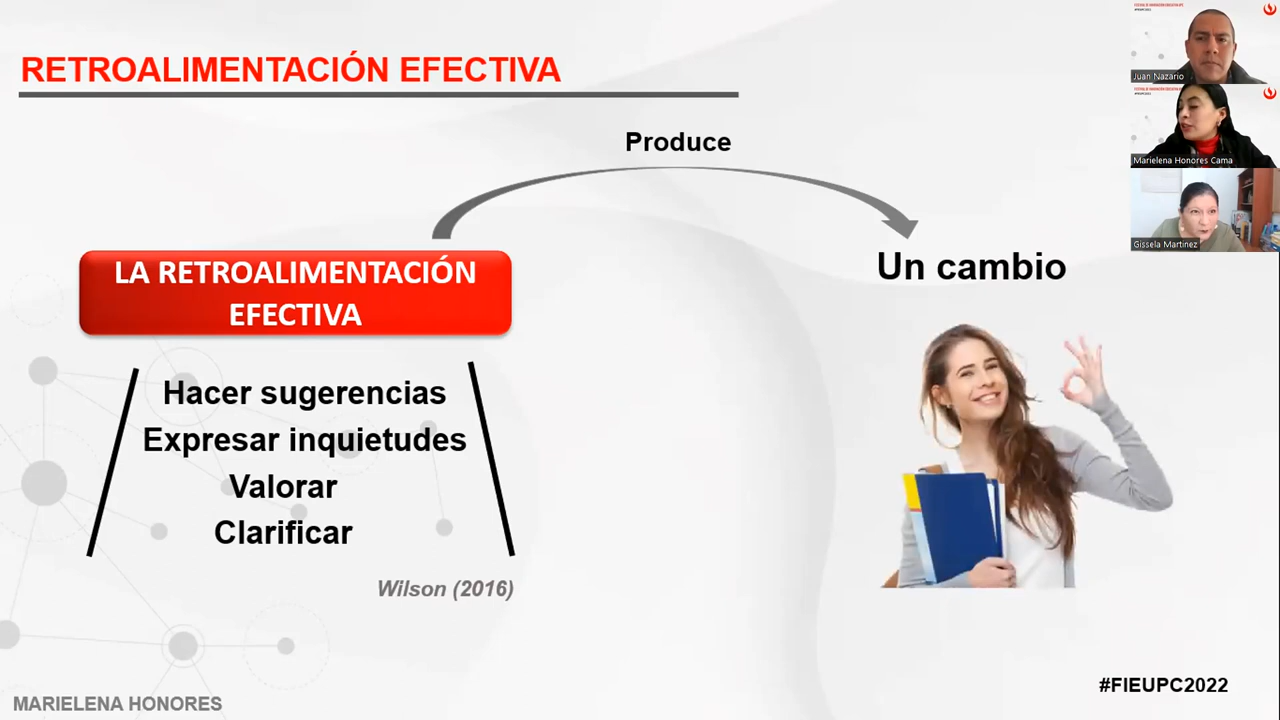 RETROALIMENTACIÓN EFECTIVA
Produce
LA RETROALIMENTACIÓN
EFECTIVA
Un cambio
Hacer sugerencias
Expresar inquietudes
Valorar
Clarificar
Wilson (2016)
MARIELENA HONORES
#FIEUPC2022
Juan Nazario
Marielena Honores Cama
Gissela Martinez